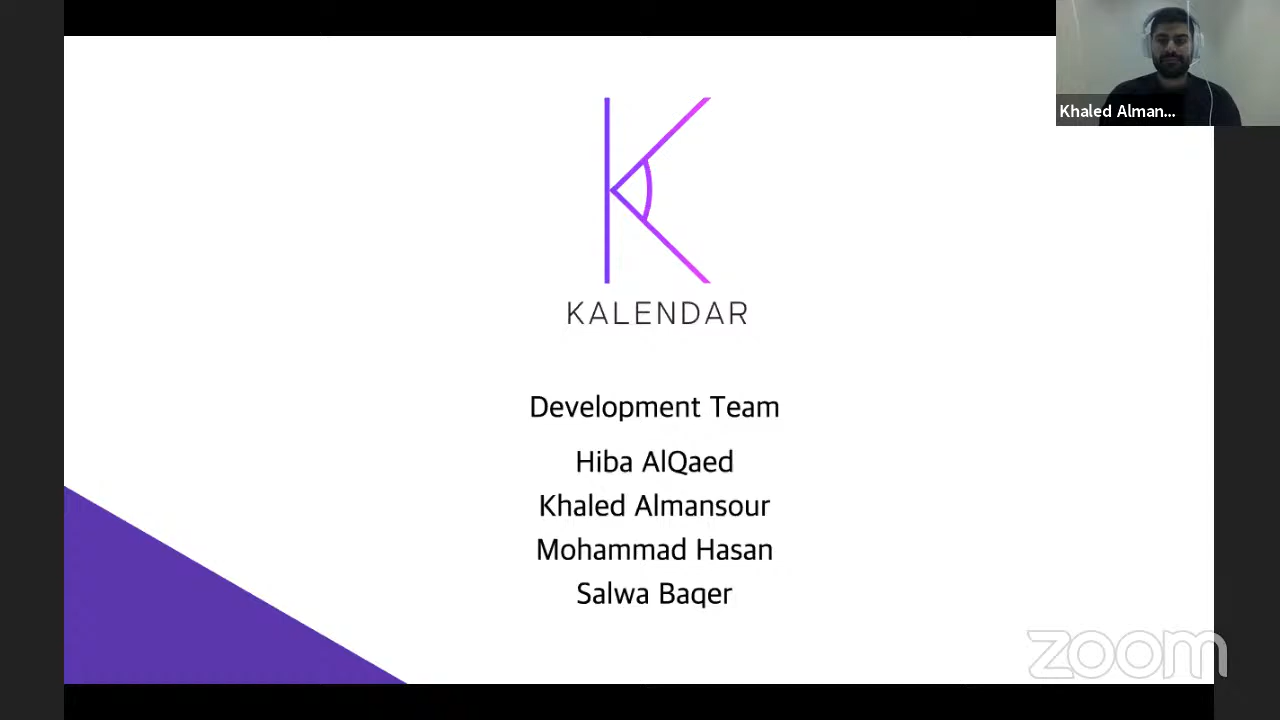 Khaled Alman...
KALENDAR
Development Team
Hiba AlQaed
Khaled Almansour
Mohammad Hasan
Salwa Baqer
zoom